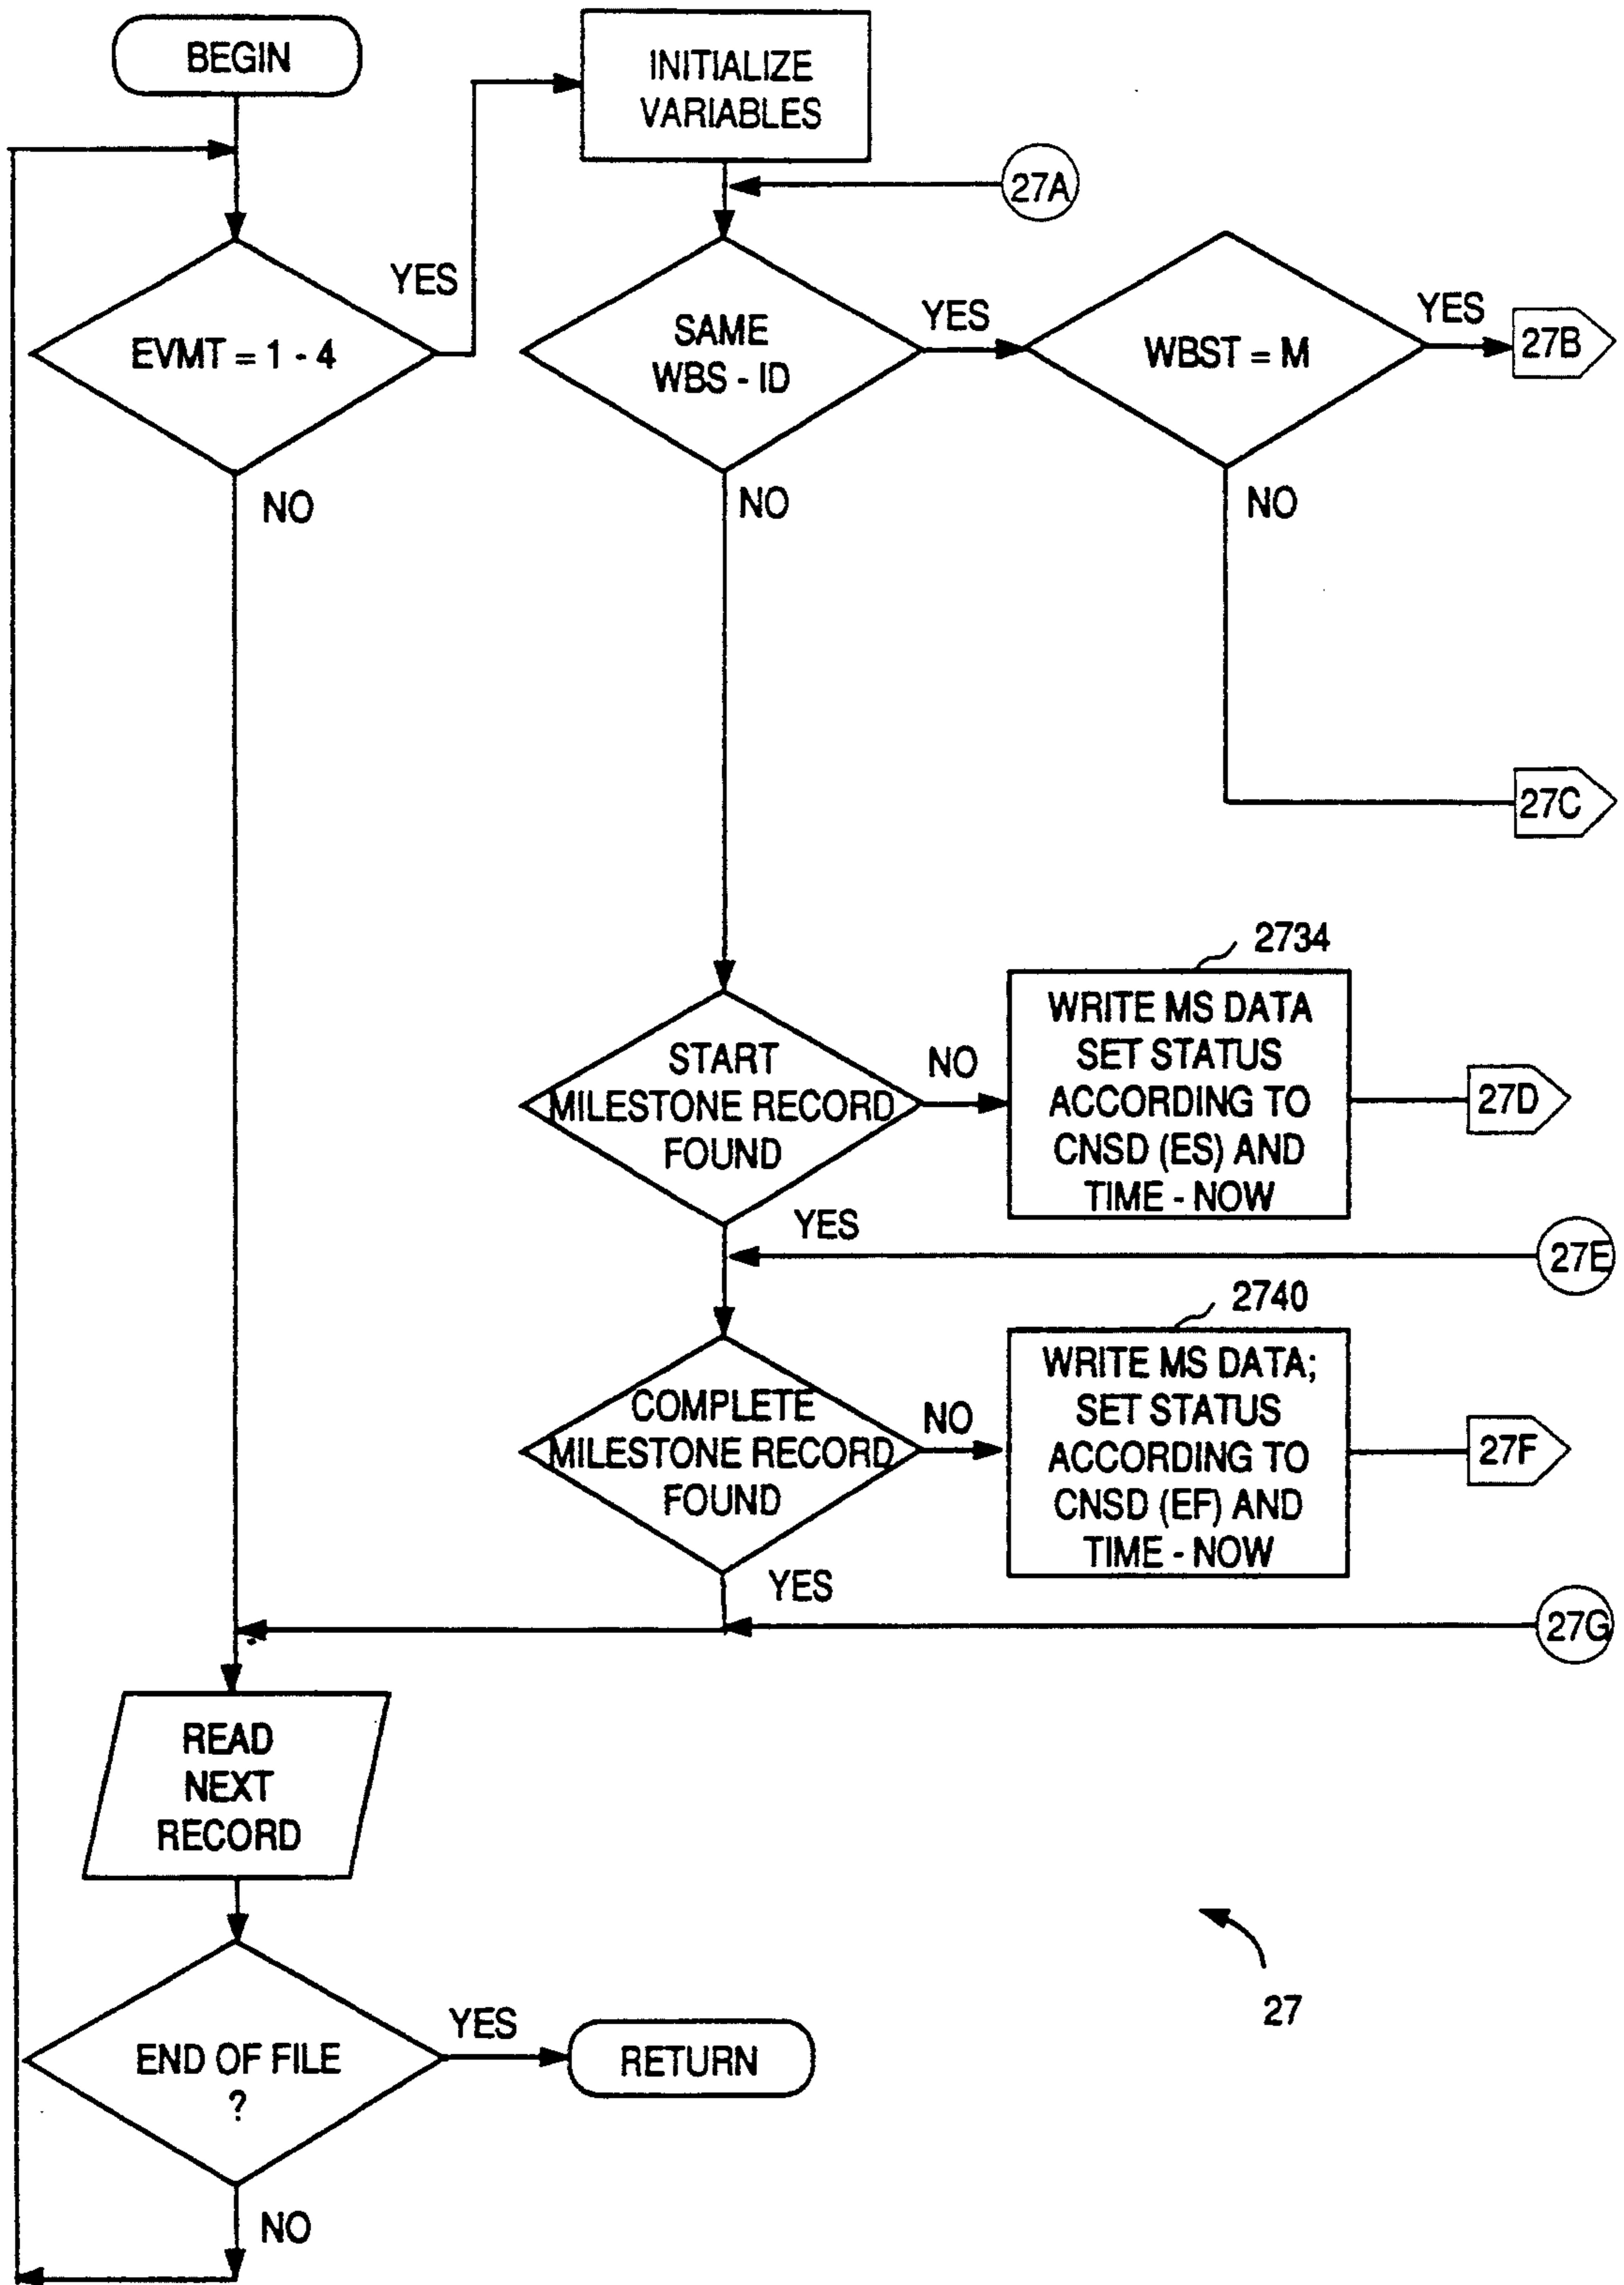 BEGIN
INITIALIZE
VARIABLES
27A
EVMT = 1 - 4
YES
NO
SAME
WBS - ID
YES
NO
WBST = M
YES
27B
NO
27C
START
MILESTONE RECORD
FOUND
NO
YES
2734
WRITE MS DATA
SET STATUS
ACCORDING TO
CNSD (ES) AND
TIME - NOW
27D
27E
COMPLETE
MILESTONE RECORD
FOUND
NO
YES
2740
WRITE MS DATA;
SET STATUS
ACCORDING TO
CNSD (EF) AND
TIME - NOW
27F
27G
READ
NEXT
RECORD
END OF FILE
?
YES
RETURN
NO
27